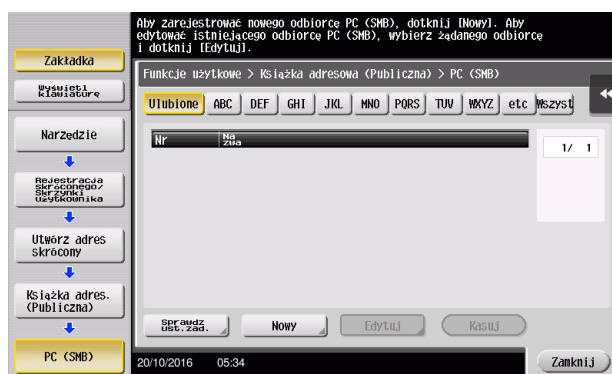 Aby zarejestrować nowego odbiorcę PC (SMB), dotknij [Nowy]. Aby
edytować istniejącego odbiorcę PC (SMB), wybierz żądanego odbiorcę
i dotknij [Edytuj].
Zakładka
Wyświetl
klawiaturę
Funkcje użytkowe > Książka adresowa (Publiczna) > PC (SMB)
Ulubione ABC DEF GHI JKL MNO PQRS TUV WXYZ etc Wszyst
Narzędzie
Nr Na
zwa
1/ 1
Rejestracja
skróconego/
Skrzynki
użytkownika
Utwórz adres
skrócony
Książka adres.
(Publiczna)
Sprawdz
ust.zad.
Nowy Edytuj Kasuj
PC (SMB)
20/10/2016 05:34
Zamknij